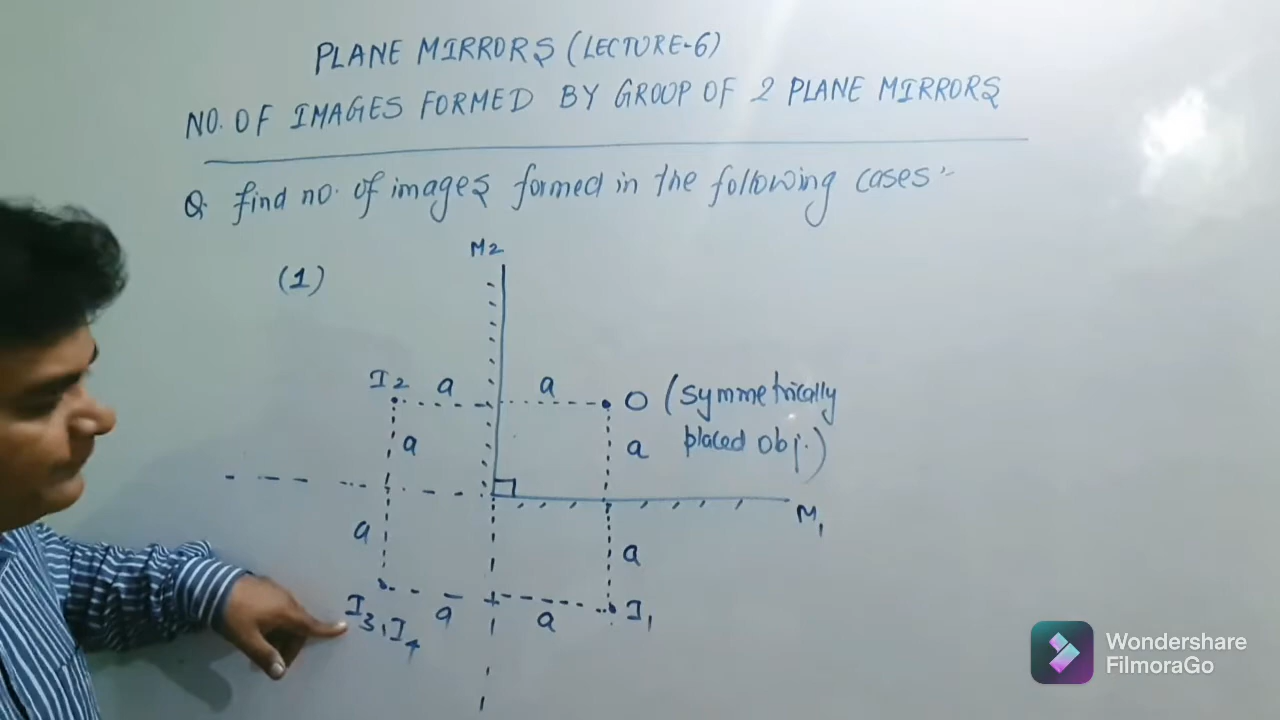 PLANE MIRRORS (LECTURE-6)
NO. OF IMAGES FORMED BY GROUP OF 2 PLANE MIRRORS
Q. find no. of images formed in the following cases:-
M2
(1)
I2 a a O (symmetrically
a a placed obj.)
M1
a a
I3, I4 a a I1
Wondershare
FilmoraGo